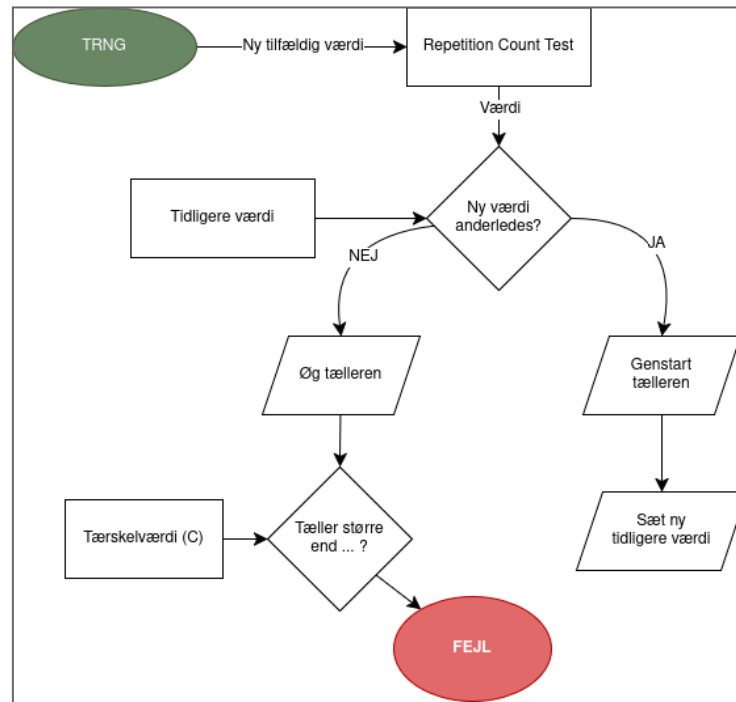 TRNG
Ny tilfældig værdi
Repetition Count Test
Værdi
Tidligere værdi
Ny værdi
anderledes?
NEJ
JA
Øg tælleren
Genstart
tælleren
Tærskelværdi (C)
Tæller større
end ... ?
Sæt ny
tidligere værdi
FEJL